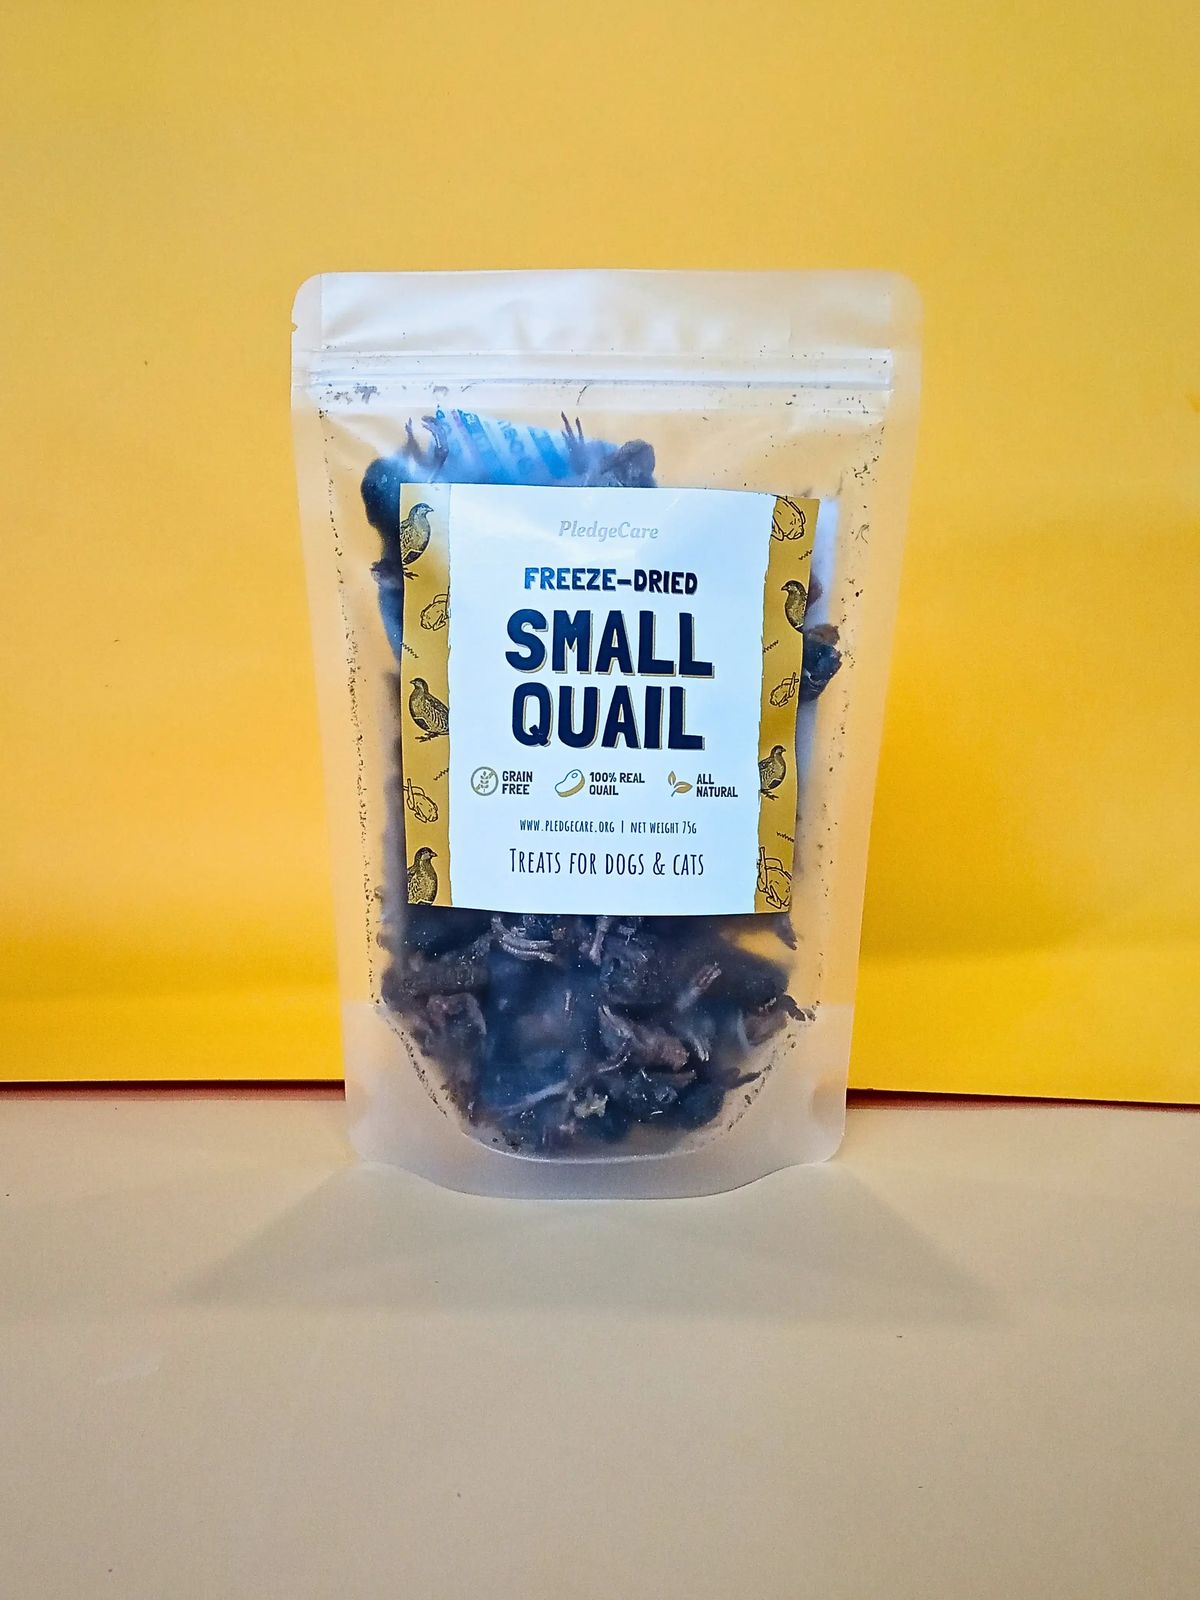 PledgeCare
FREEZE-DRIED
SMALL
QUAIL
GRAIN
FREE
100% REAL
QUAIL
ALL
NATURAL
WWW.PLEDGECARE.ORG | NET WEIGHT 75G
TREATS FOR DOGS & CATS